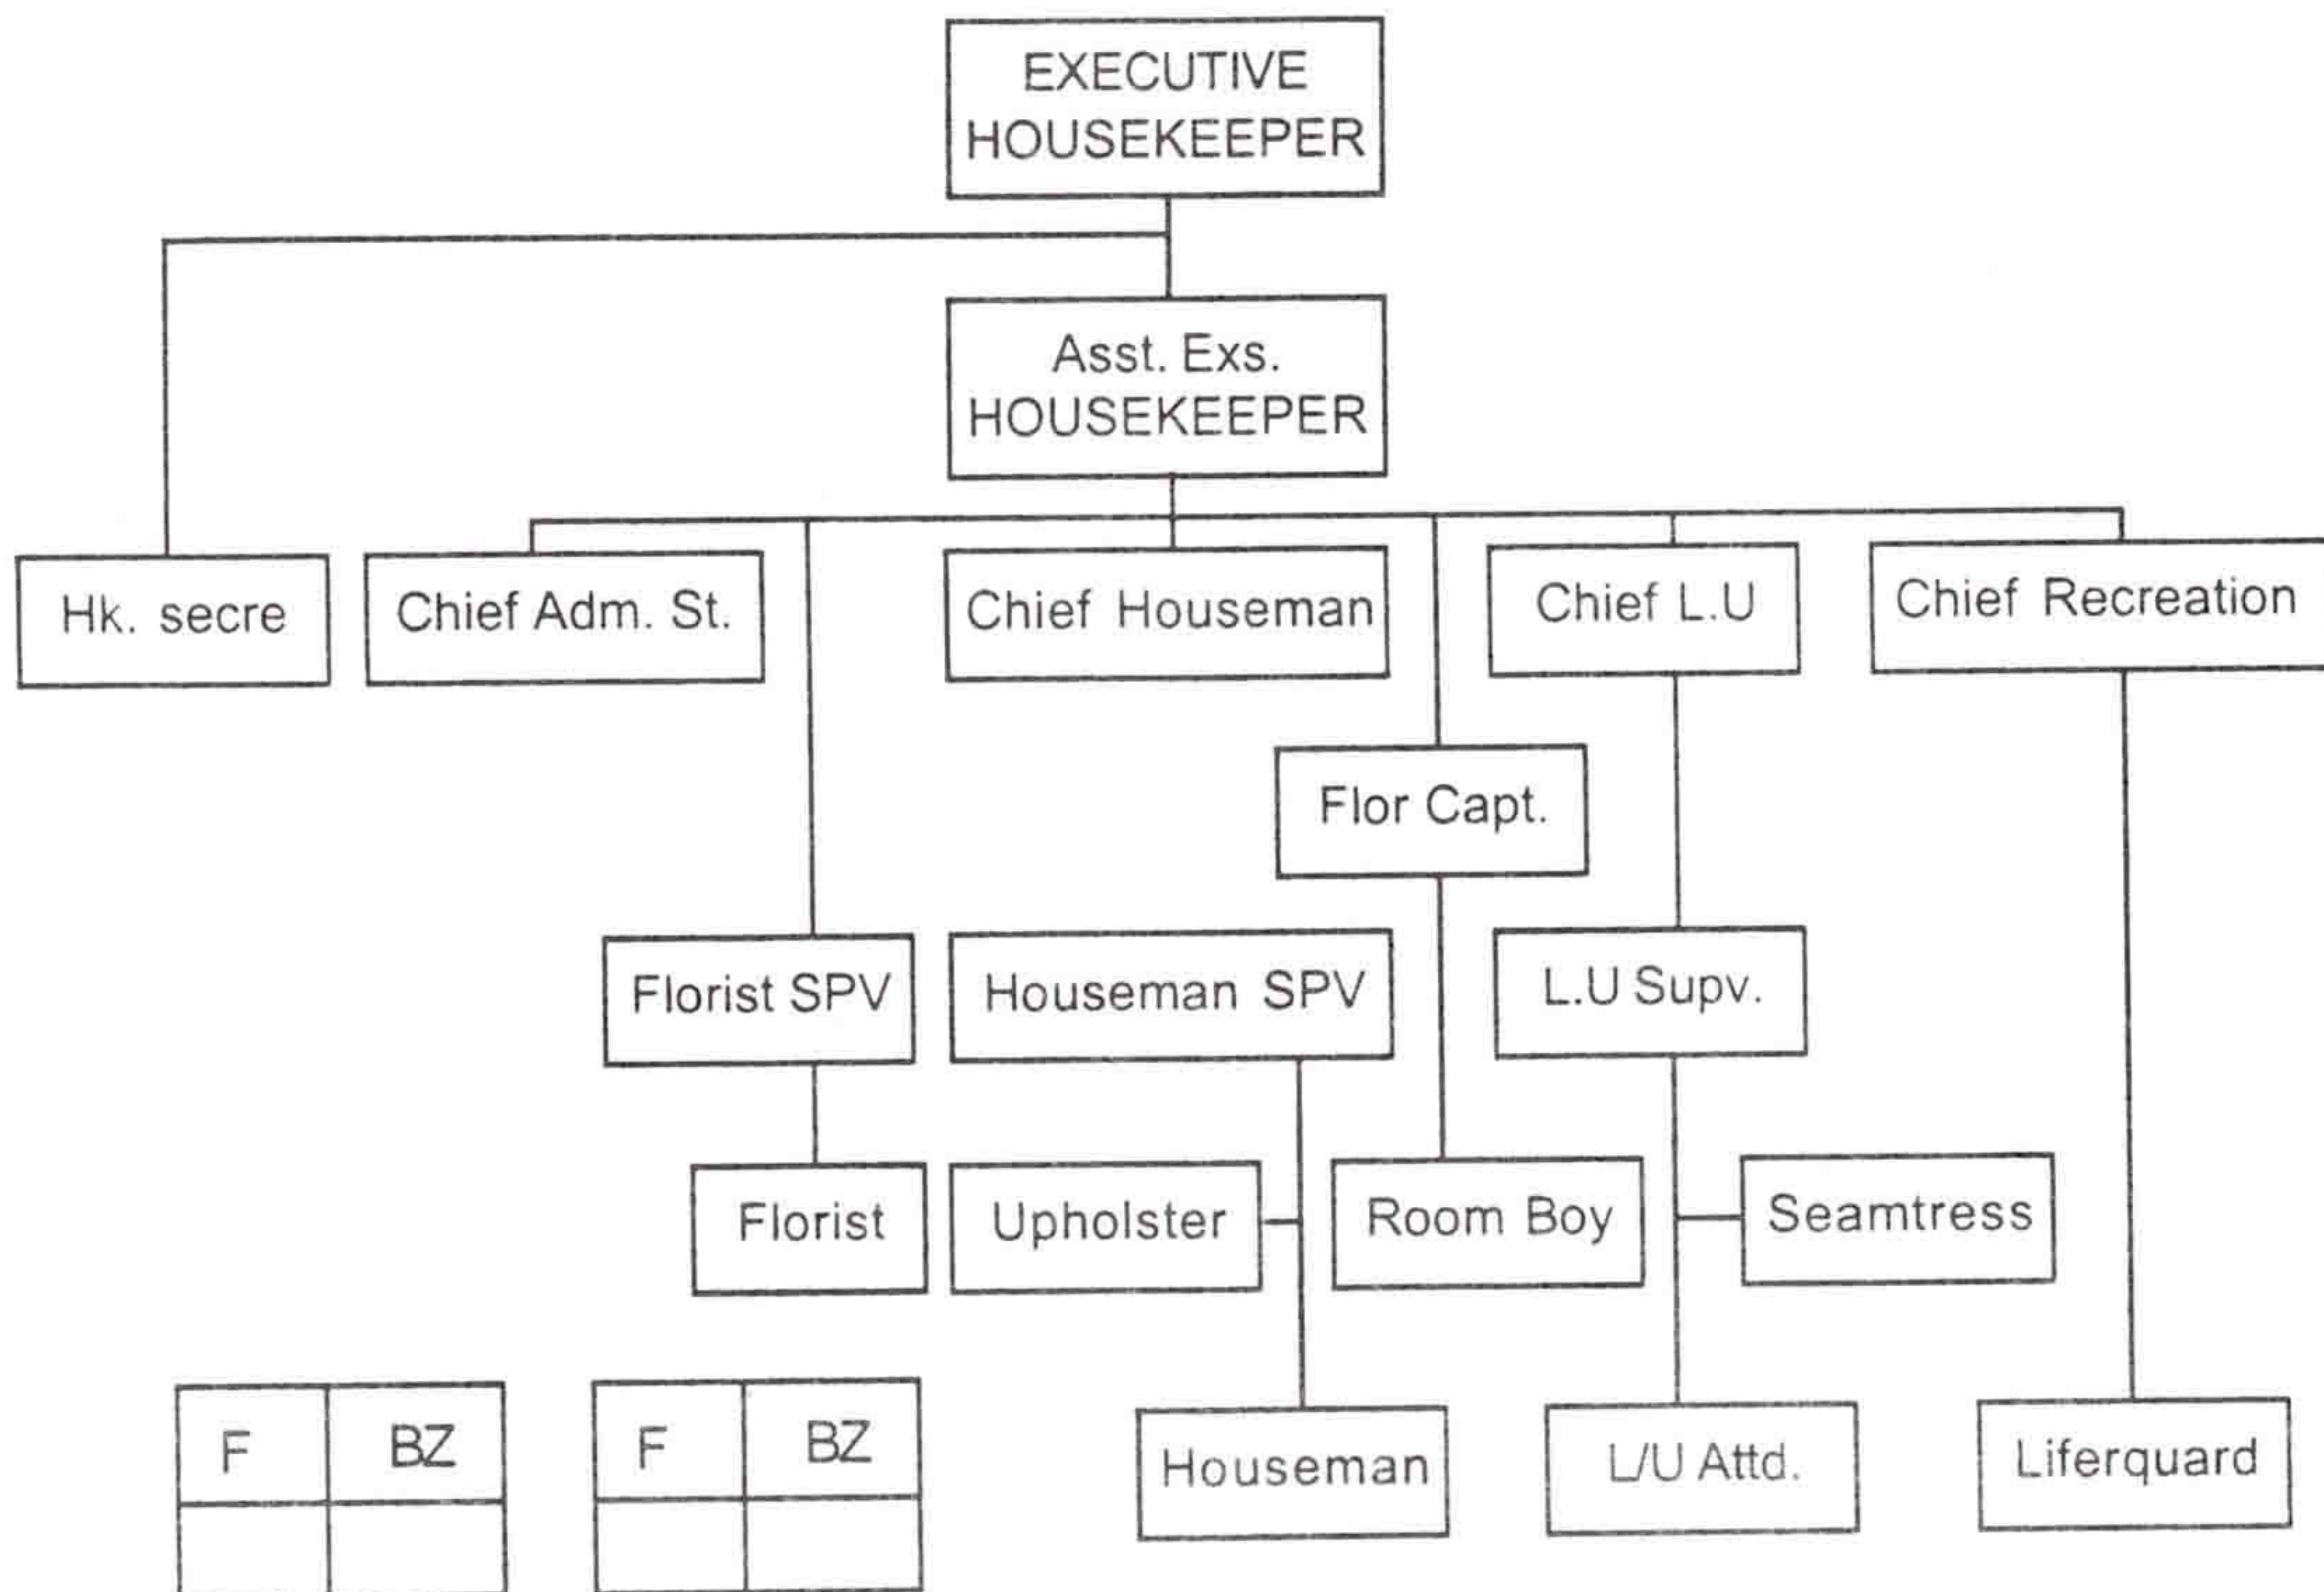 EXECUTIVE
HOUSEKEEPER
Asst. Exs.
HOUSEKEEPER
Hk. secre
Chief Adm. St.
Chief Houseman
Chief L.U
Chief Recreation
Flor Capt.
Florist SPV
Houseman SPV
L.U Supv.
Florist
Upholster
Room Boy
Seamtress
F BZ
F BZ
Houseman
L/U Attd.
Liferquard